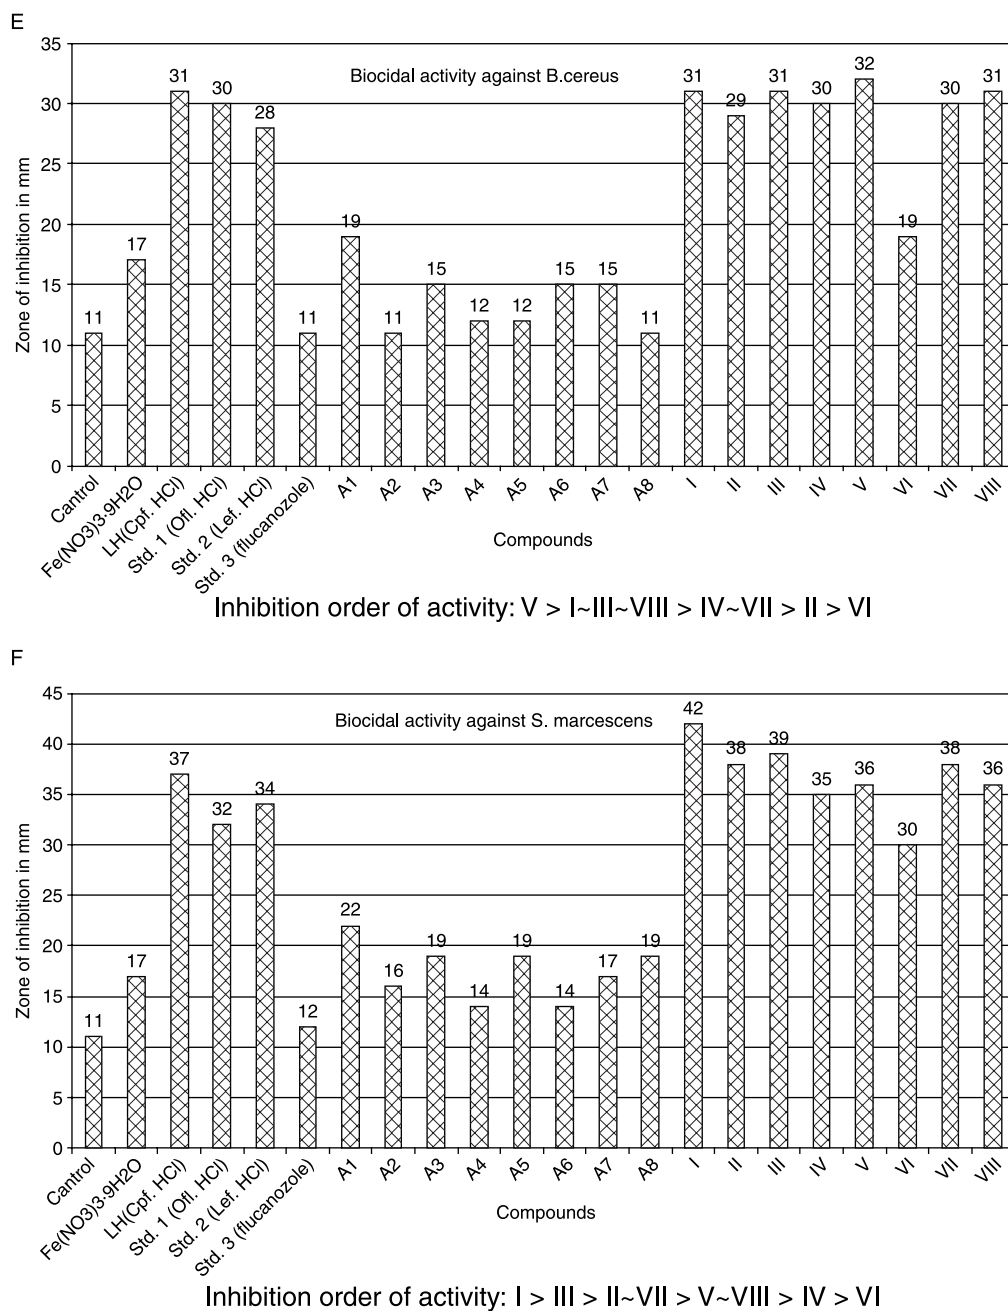 E
35
30
25
20
15
10
5
0
Zone of inhibition in mm
Biocidal activity against B.cereus
11
17
31
30
28
11
19
11
15
12
12
15
15
11
31
29
31
30
32
19
30
31
Cantrol
Fe(NO3)3·9H2O
LH(Cpf. HCl)
Std. 1 (Ofl. HCl)
Std. 2 (Lef. HCl)
Std. 3 (flucanozole)
A1
A2
A3
A4
A5
A6
A7
A8
I
II
III
IV
V
VI
VII
VIII
Compounds
Inhibition order of activity: V > I~III~VIII > IV~VII > II > VI
F
45
40
35
30
25
20
15
10
5
0
Zone of inhibition in mm
Biocidal activity against S. marcescens
11
17
37
32
34
12
22
16
19
14
19
14
17
19
42
38
39
35
36
30
38
36
Cantrol
Fe(NO3)3·9H2O
LH(Cpf. HCl)
Std. 1 (Ofl. HCl)
Std. 2 (Lef. HCl)
Std. 3 (flucanozole)
A1
A2
A3
A4
A5
A6
A7
A8
I
II
III
IV
V
VI
VII
VIII
Compounds
Inhibition order of activity: I > III > II~VII > V~VIII > IV > VI